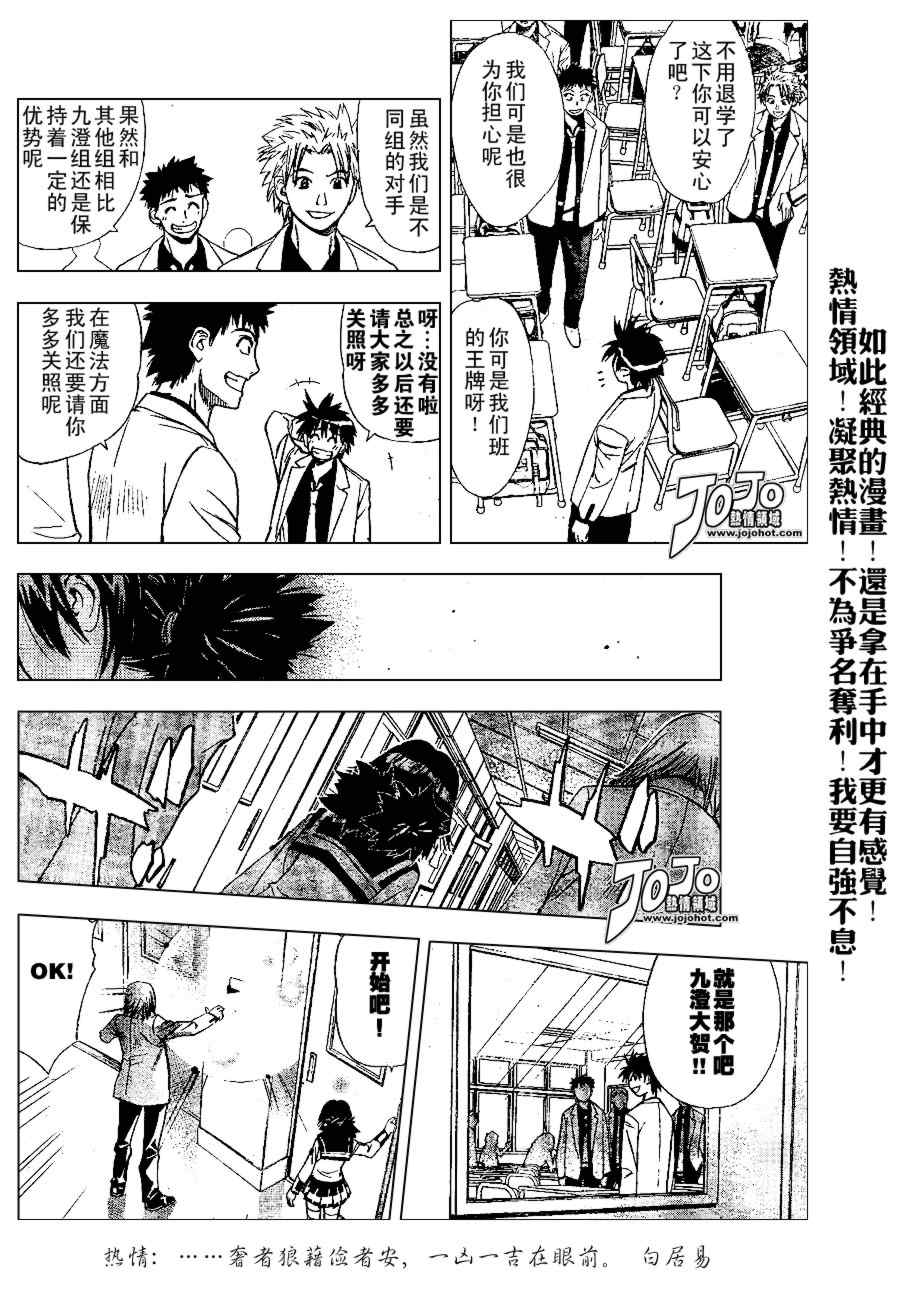 不用退学了
这下你可以安心
了吧？
我们可是也很
为你担心呢
你可是我们班
的王牌呀！
虽然我们是不
同组的对手
果然和
其他组相比
九澄组还是保
持着一定的
优势呢
呀…没有啦
总之以后还要
请大家多多
关照呀
在魔法方面
我们还要请你
多多关照呢
JOJO
熱情領域
www.jojohot.com
JOJO
熱情領域
www.jojohot.com
就是那个吧
九澄大贺!!
开始吧！
OK!
如此經典的漫畫！還是拿在手中才更有感覺！
熱情領域！凝聚熱情！不為爭名奪利！我要自強不息！
热情：……奢者狼藉俭者安，一凶一吉在眼前。 白居易